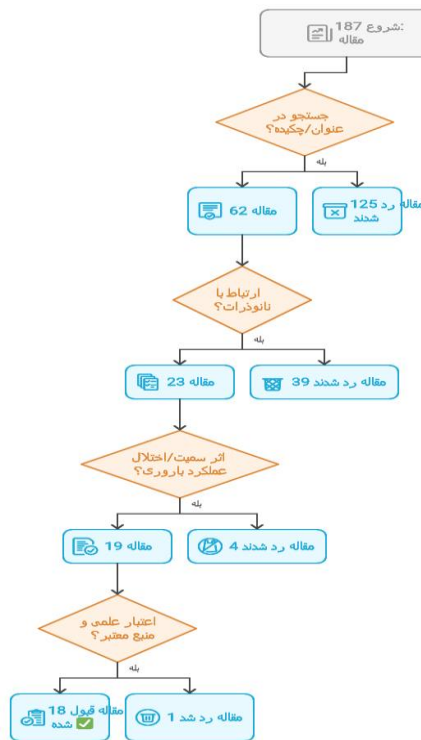 شروع: 187
مقاله
جستجو در
عنوان/چکیده؟
بله
62 مقاله
125 مقاله رد
شدند
ارتباط با
نانوذرات؟
بله
23 مقاله
39 مقاله رد شدند
اثر سمیت/اختلال
عملکرد باروری؟
بله
19 مقاله
4 مقاله رد شدند
اعتبار علمی و
منبع معتبر؟
بله
18 مقاله قبول
شده ✅
1 مقاله رد شد